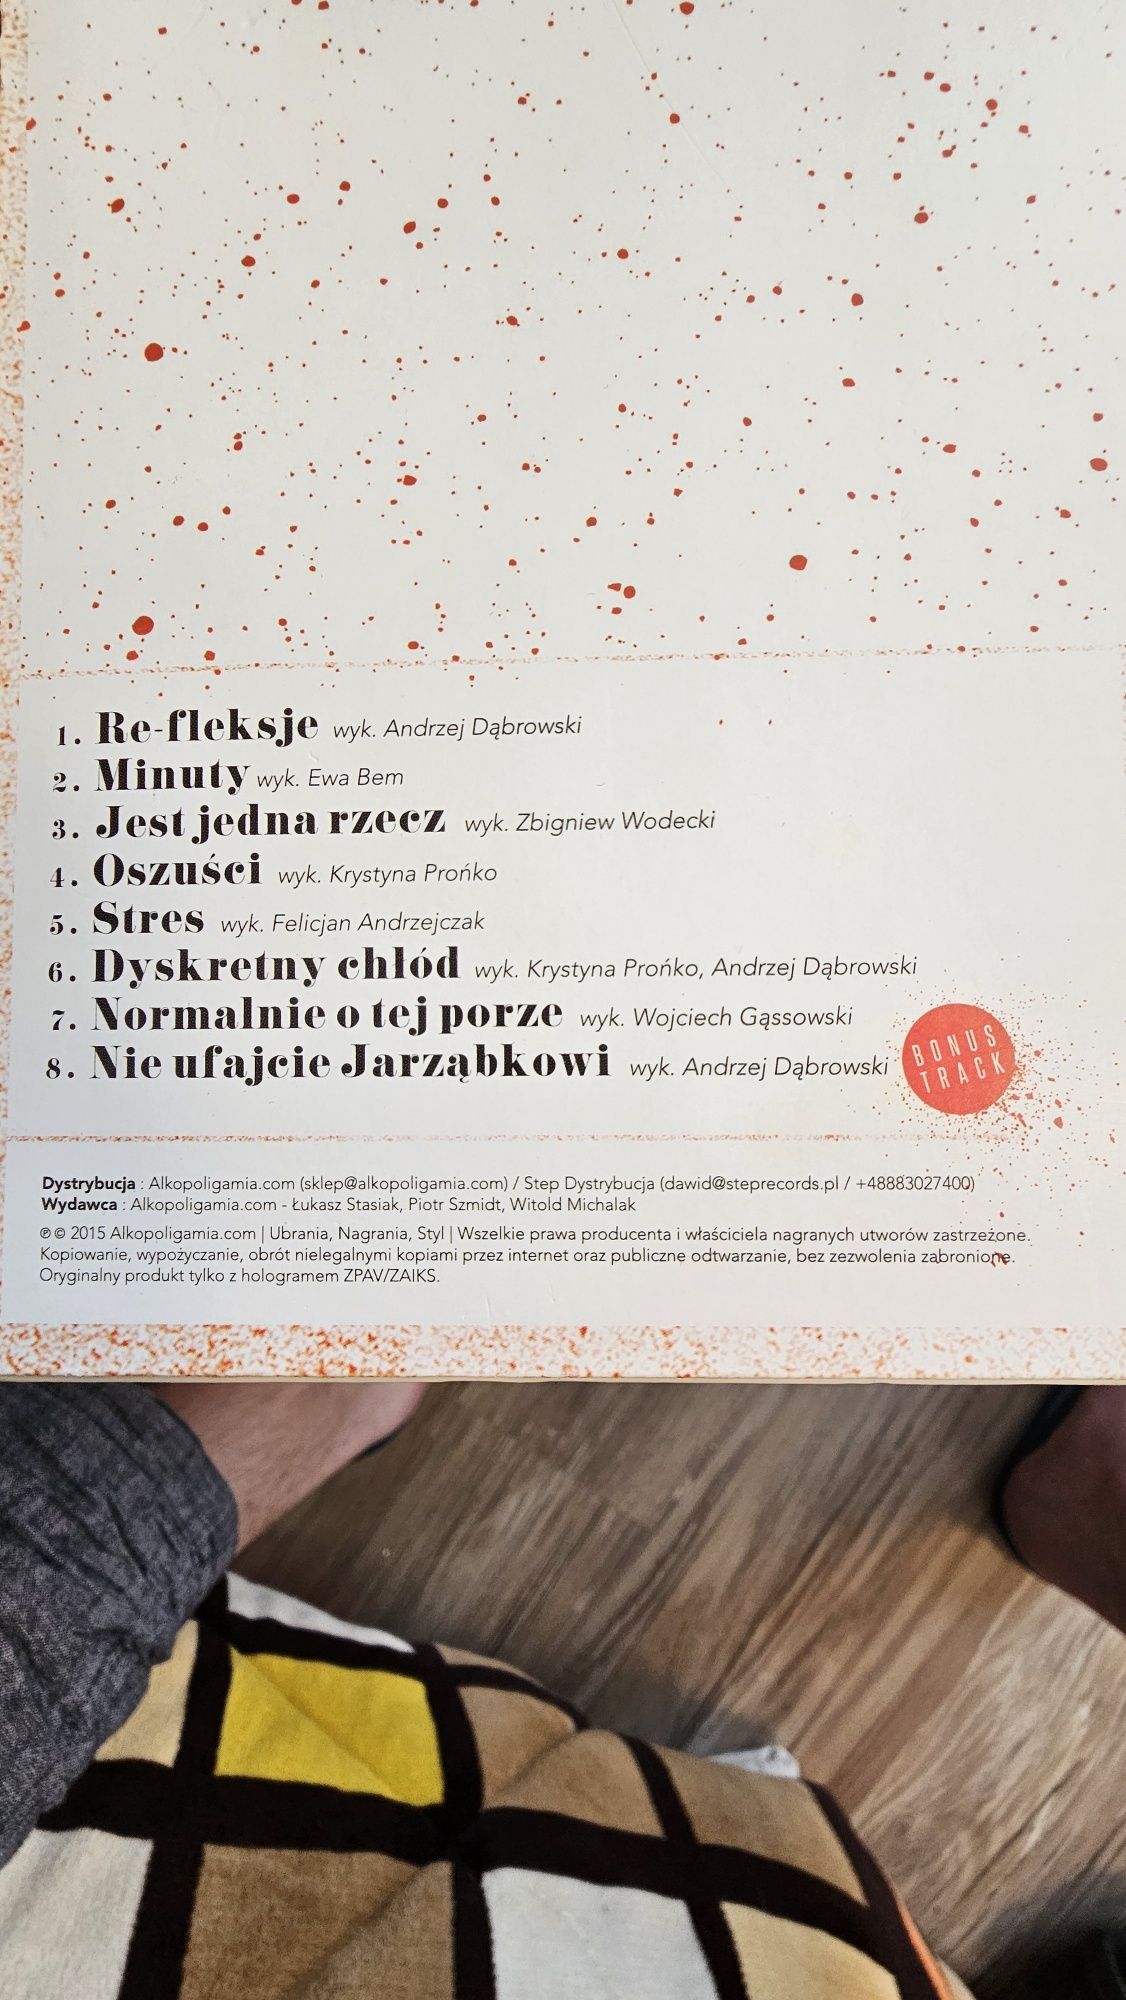 1. Re-fleksje wyk. Andrzej Dąbrowski
2. Minuty wyk. Ewa Bem
3. Jest jedna rzecz wyk. Zbigniew Wodecki
4. Oszuści wyk. Krystyna Prońko
5. Stres wyk. Felicjan Andrzejczak
6. Dyskretny chłód wyk. Krystyna Prońko, Andrzej Dąbrowski
7. Normalnie o tej porze wyk. Wojciech Gąssowski
8. Nie ufajcie Jarząbkowi wyk. Andrzej Dąbrowski
BONUS
TRACK
Dystrybucja : Alkopoligamia.com (sklep@alkopoligamia.com) / Step Dystrybucja (dawid@steprecords.pl / +48883027400)
Wydawca : Alkopoligamia.com - Łukasz Stasiak, Piotr Szmidt, Witold Michalak
℗ © 2015 Alkopoligamia.com | Ubrania, Nagrania, Styl | Wszelkie prawa producenta i właściciela nagranych utworów zastrzeżone.
Kopiowanie, wypożyczanie, obrót nielegalnymi kopiami przez internet oraz publiczne odtwarzanie, bez zezwolenia zabronione.
Oryginalny produkt tylko z hologramem ZPAV/ZAIKS.